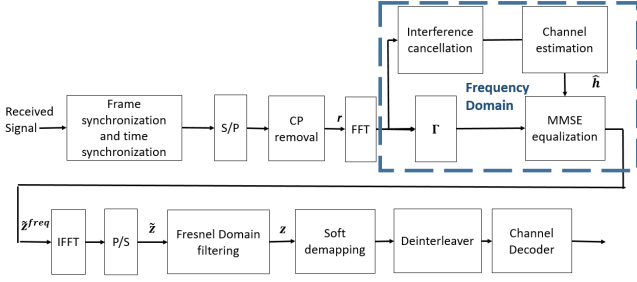 Received
Signal
Frame
synchronization
and time
synchronization
S/P
CP
removal
r
FFT
Interference
cancellation
Channel
estimation
ĥ
Frequency
Domain
Γ
MMSE
equalization
z̃^freq
IFFT
P/S
z̃
Fresnel Domain
filtering
z
Soft
demapping
Deinterleaver
Channel
Decoder